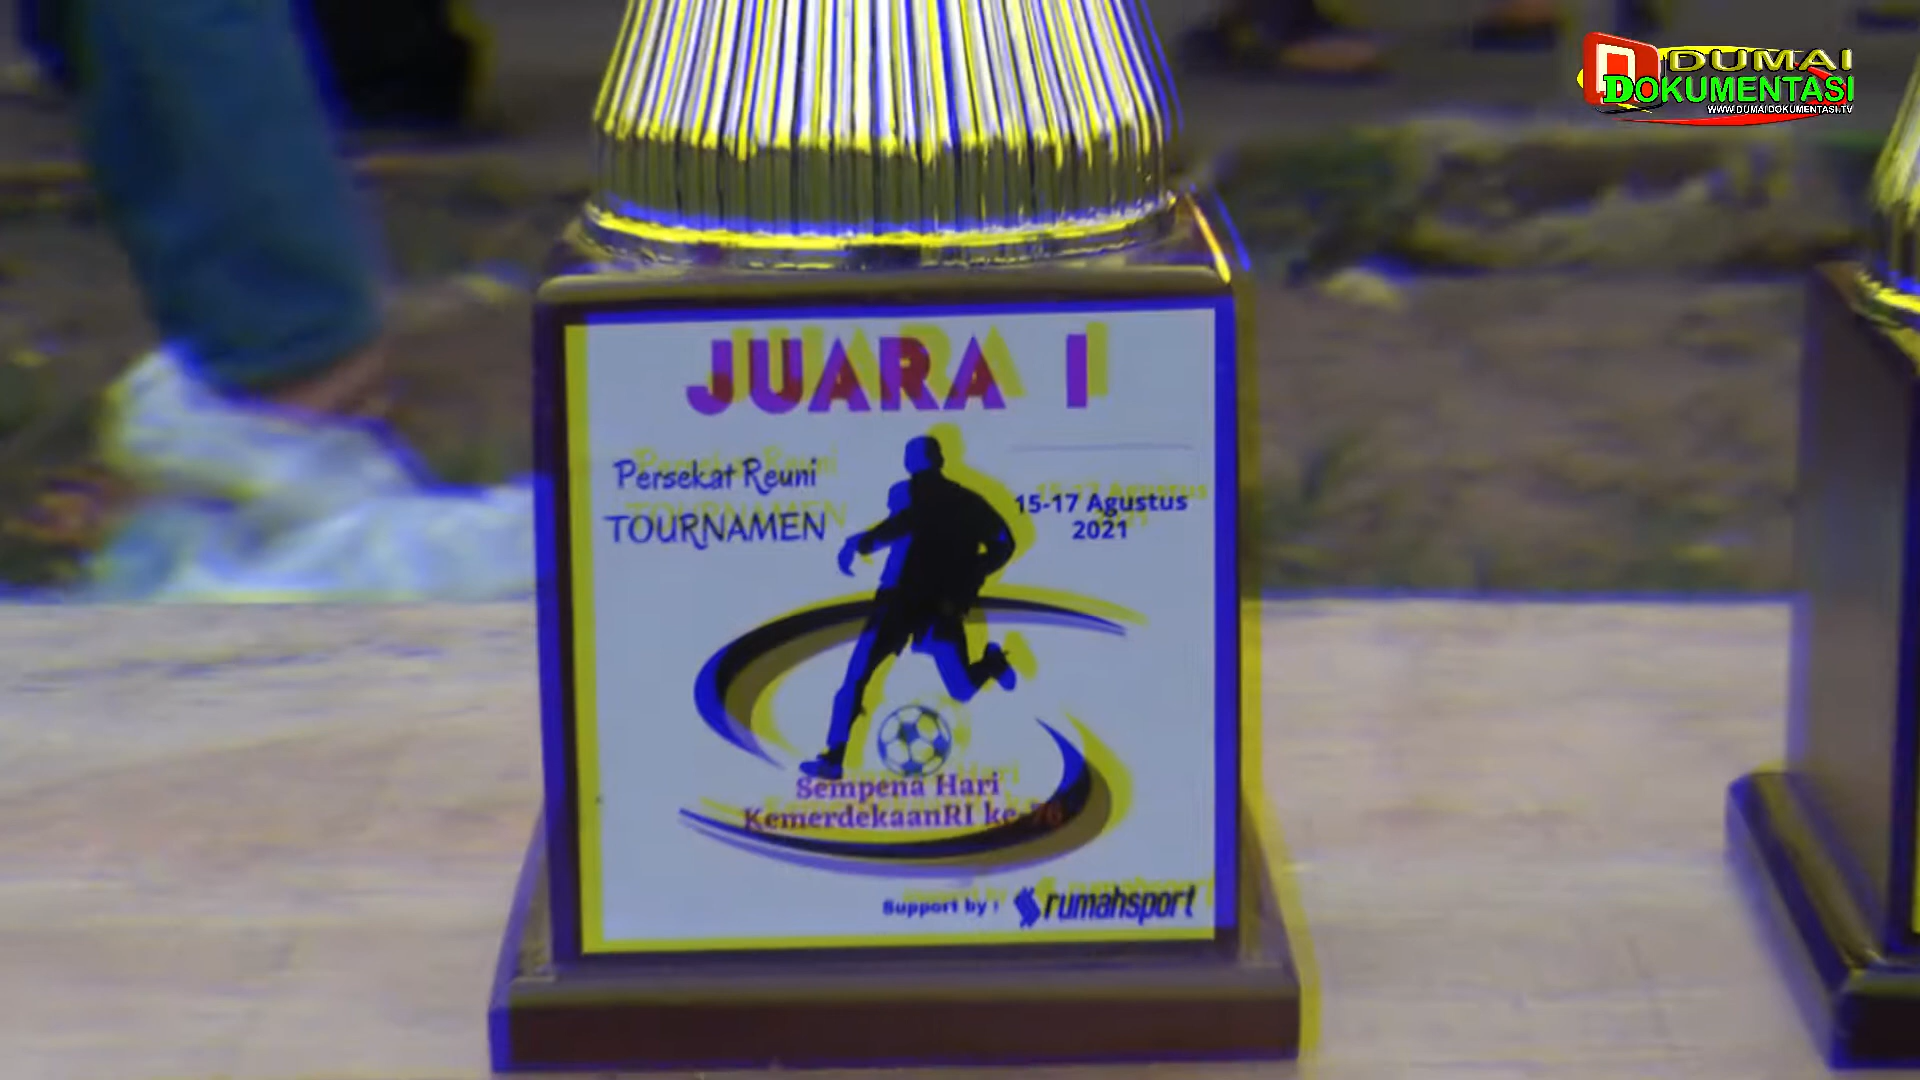 DUMAI
DOKUMENTASI
WWW.DUMAIDOKUMENTASI.TV
JUARA I
Persekat Reuni
TOURNAMEN
15-17 Agustus
2021
Sempena Hari
KemerdekaanRI ke-76
Support by :
rumahsport